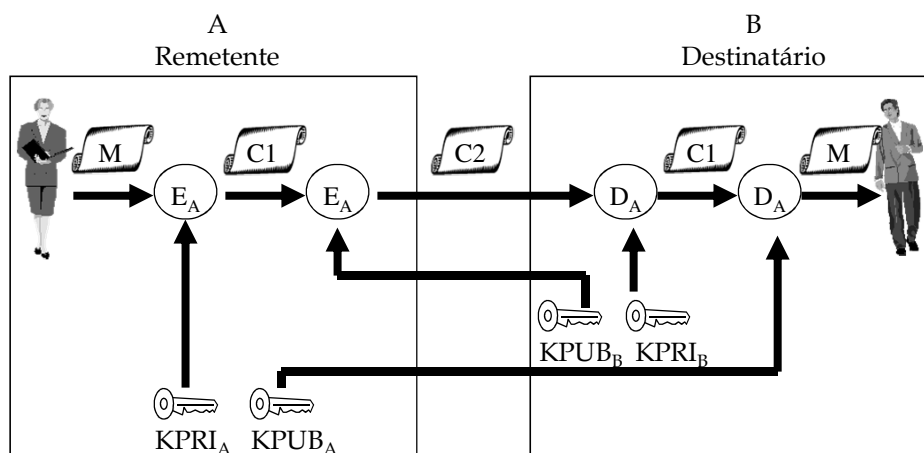 A
Remetente
B
Destinatário
M
C1
C2
C1
M
E_A
E_A
D_A
D_A
KPUB_B
KPRI_B
KPRI_A
KPUB_A